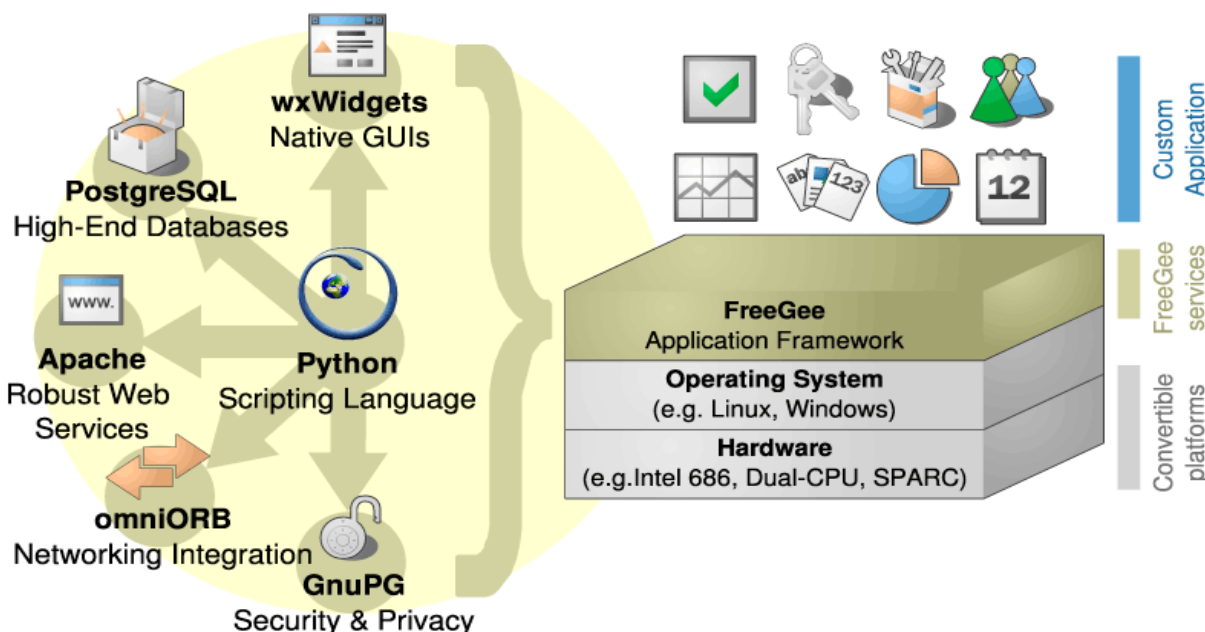 wxWidgets
Native GUIs
PostgreSQL
High-End Databases
www.
Apache
Robust Web
Services
Python
Scripting Language
omniORB
Networking Integration
GnuPG
Security & Privacy
ab
123
12
FreeGee
Application Framework
Operating System
(e.g. Linux, Windows)
Hardware
(e.g.Intel 686, Dual-CPU, SPARC)
Custom
Application
FreeGee
services
Convertible
platforms